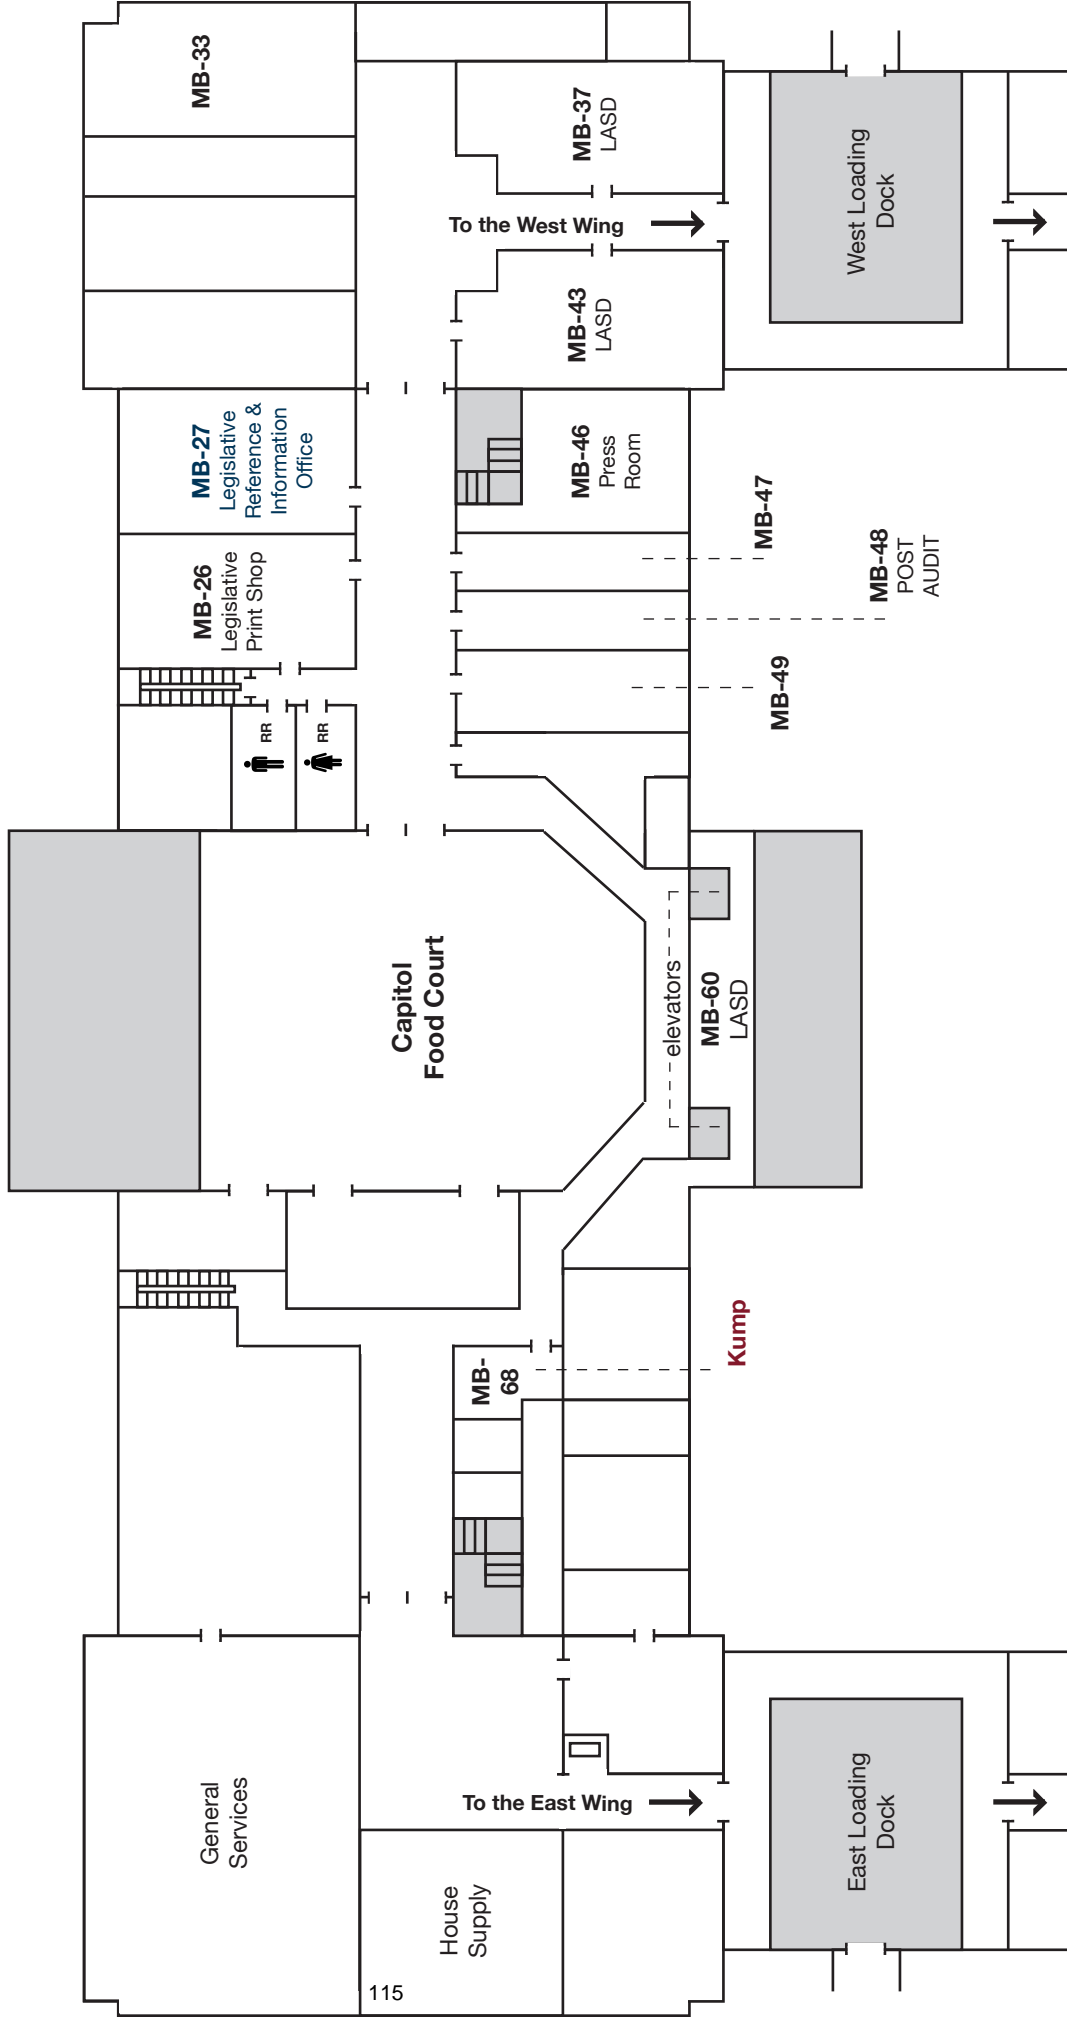 MB-33
MB-37
LASD
To the West Wing
West Loading
Dock
MB-43
LASD
MB-27
Legislative
Reference &
Information
Office
MB-46
Press
Room
MB-47
MB-48
POST
AUDIT
MB-26
Legislative
Print Shop
MB-49
RR
RR
Capitol
Food Court
elevators
MB-60
LASD
MB-
68
Kump
General
Services
To the East Wing
East Loading
Dock
House
Supply
115